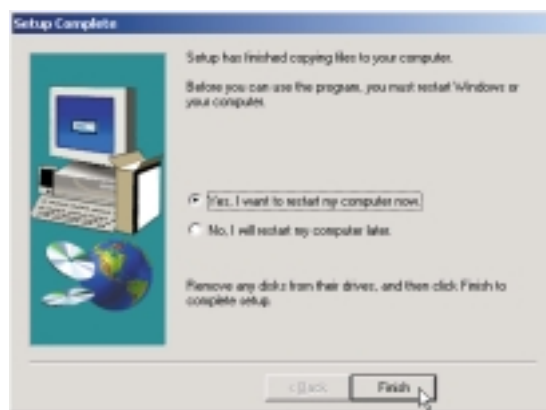 Setup Complete
Setup has finished copying files to your computer.
Before you can use the program, you must restart Windows or
your computer.
Yes, I want to restart my computer now.
No, I will restart my computer later.
Remove any disks from their drives, and then click Finish to
complete setup.
< Back
Finish